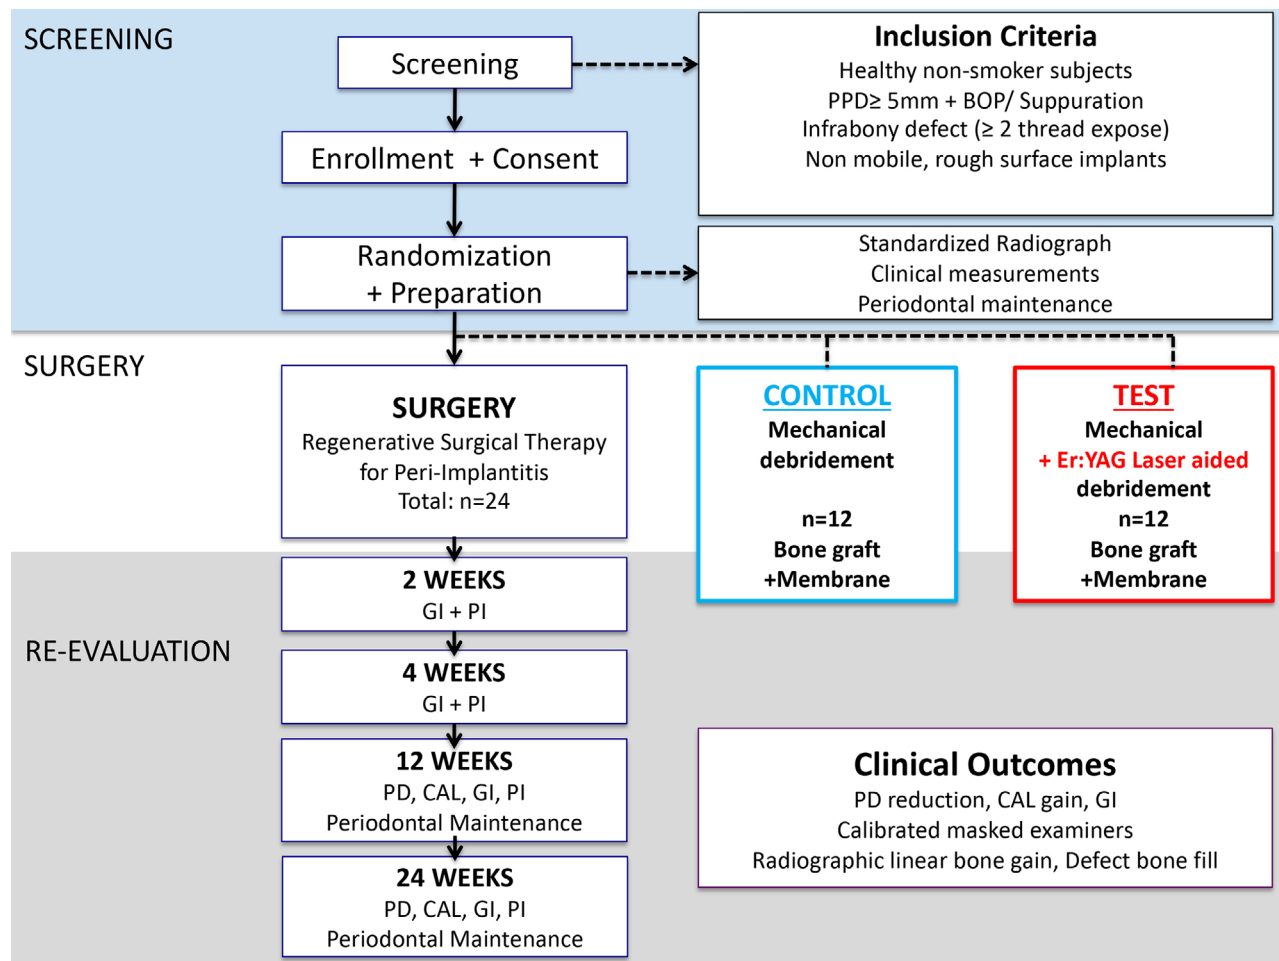 SCREENING
Screening
Inclusion Criteria
Healthy non-smoker subjects
PPD≥ 5mm + BOP/ Suppuration
Infrabony defect (≥ 2 thread expose)
Non mobile, rough surface implants
Enrollment + Consent
Randomization
+ Preparation
Standardized Radiograph
Clinical measurements
Periodontal maintenance
SURGERY
SURGERY
Regenerative Surgical Therapy
for Peri-Implantitis
Total: n=24
CONTROL
Mechanical
debridement
n=12
Bone graft
+Membrane
TEST
Mechanical
+ Er:YAG Laser aided
debridement
n=12
Bone graft
+Membrane
RE-EVALUATION
2 WEEKS
GI + PI
4 WEEKS
GI + PI
12 WEEKS
PD, CAL, GI, PI
Periodontal Maintenance
24 WEEKS
PD, CAL, GI, PI
Periodontal Maintenance
Clinical Outcomes
PD reduction, CAL gain, GI
Calibrated masked examiners
Radiographic linear bone gain, Defect bone fill